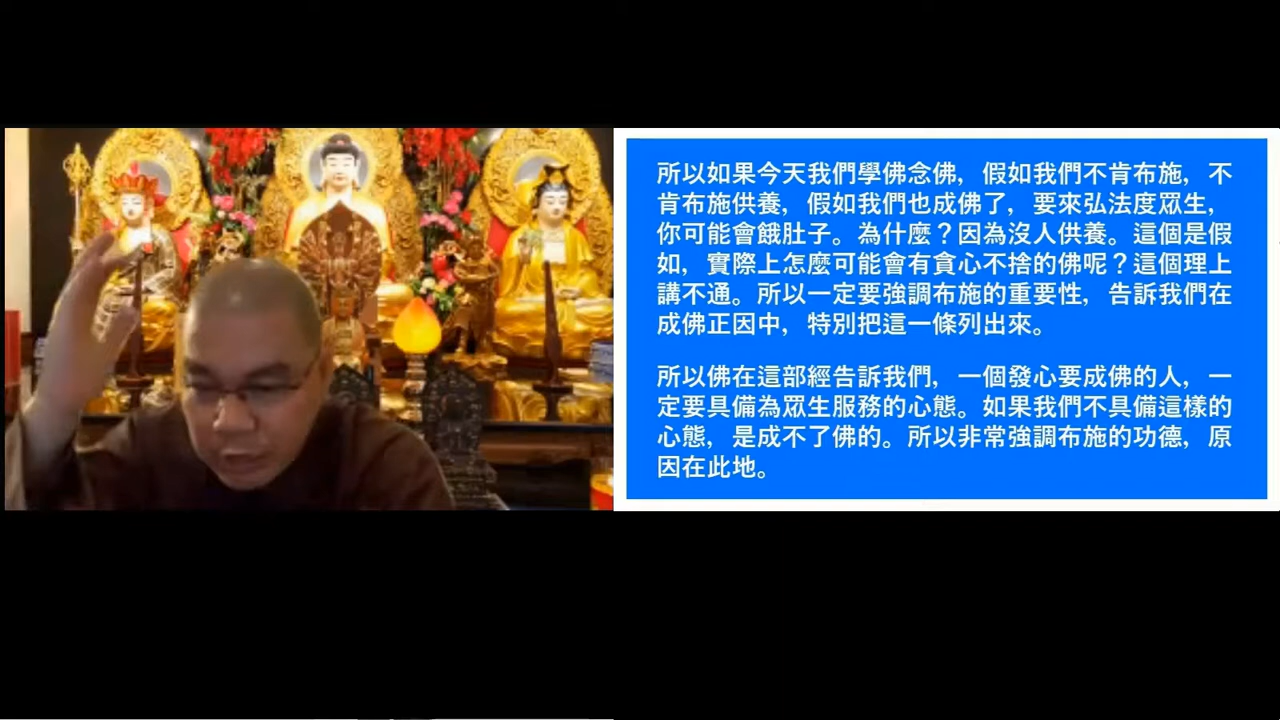 所以如果今天我們學佛念佛，假如我們不肯布施，不
肯布施供養，假如我們也成佛了，要來弘法度眾生，
你可能會餓肚子。為什麼？因為沒人供養。這個是假
如，實際上怎麼可能會有貪心不捨的佛呢？這個理上
講不通。所以一定要強調布施的重要性，告訴我們在
成佛正因中，特別把這一條列出來。
所以佛在這部經告訴我們，一個發心要成佛的人，一
定要具備為眾生服務的心態。如果我們不具備這樣的
心態，是成不了佛的。所以非常強調布施的功德，原
因在此地。